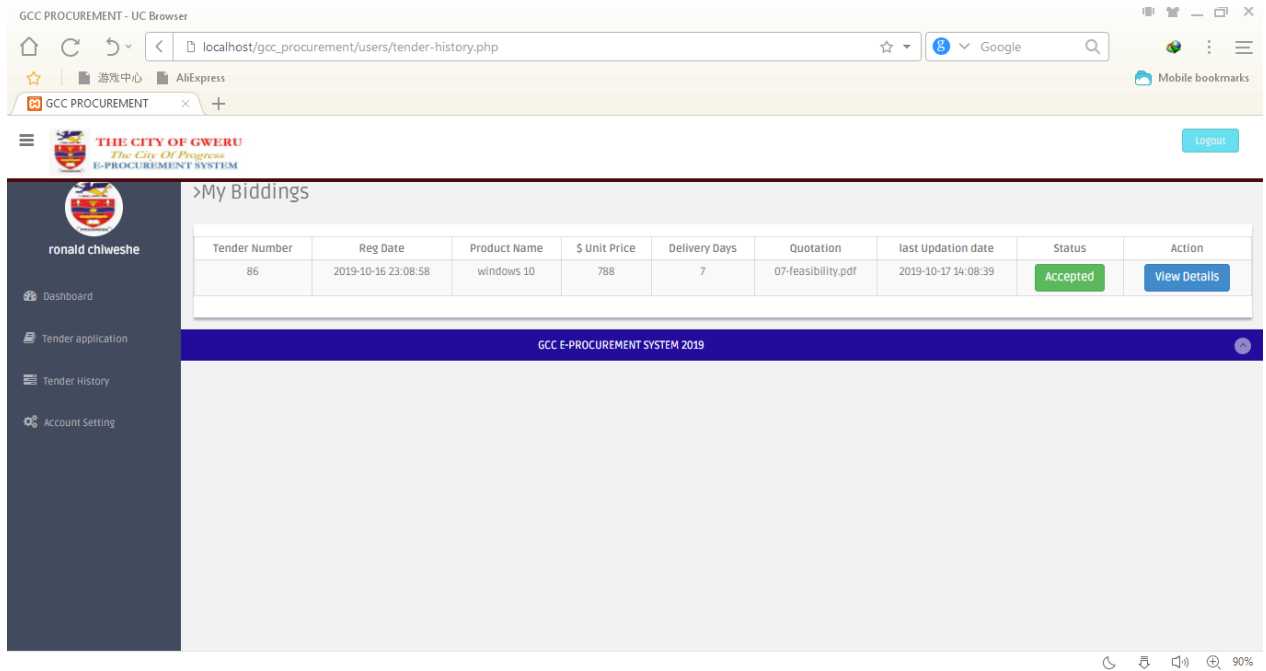 GCC PROCUREMENT - UC Browser
localhost/gcc_procurement/users/tender-history.php
Google
游戏中心
AliExpress
Mobile bookmarks
GCC PROCUREMENT
THE CITY OF GWERU
The City Of Progress
E-PROCUREMENT SYSTEM
Logout
>My Biddings
ronald chiweshe
Tender Number Reg Date Product Name $ Unit Price Delivery Days Quotation last Updation date Status Action
86 2019-10-16 23:08:58 windows 10 788 7 07-feasibility.pdf 2019-10-17 14:08:39 Accepted View Details
Dashboard
Tender application
GCC E-PROCUREMENT SYSTEM 2019
Tender History
Account Setting
90%